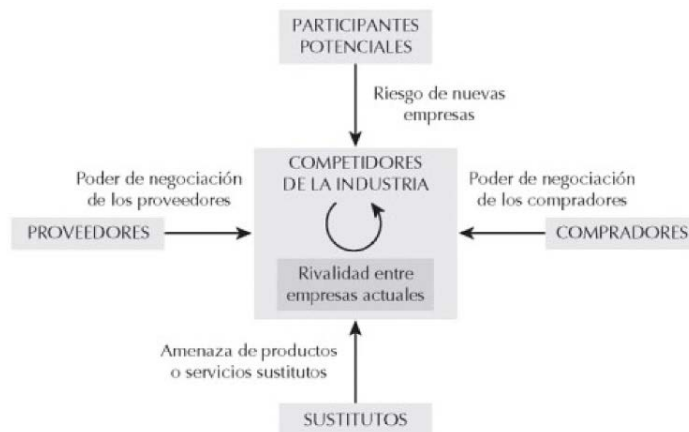 PARTICIPANTES
POTENCIALES
Riesgo de nuevas
empresas
COMPETIDORES
DE LA INDUSTRIA
Poder de negociación
de los proveedores
Poder de negociación
de los compradores
PROVEEDORES
COMPRADORES
Rivalidad entre
empresas actuales
Amenaza de productos
o servicios sustitutos
SUSTITUTOS